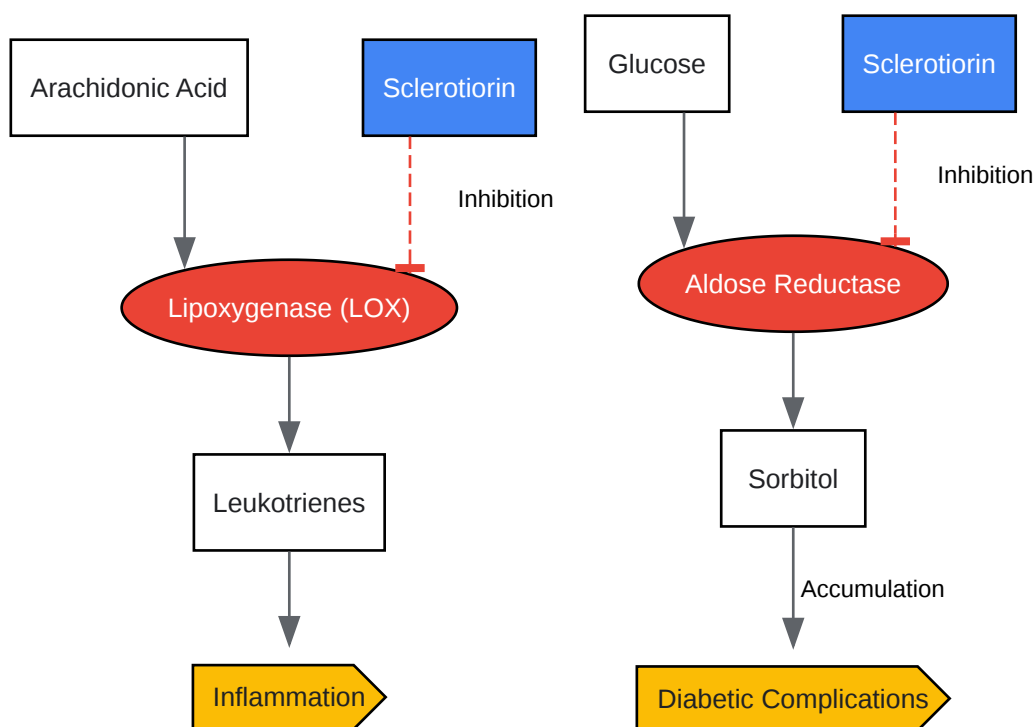 Arachidonic Acid
Sclerotiorin
Inhibition
Lipoxygenase (LOX)
Leukotrienes
Inflammation
Glucose
Sclerotiorin
Inhibition
Aldose Reductase
Sorbitol
Accumulation
Diabetic Complications